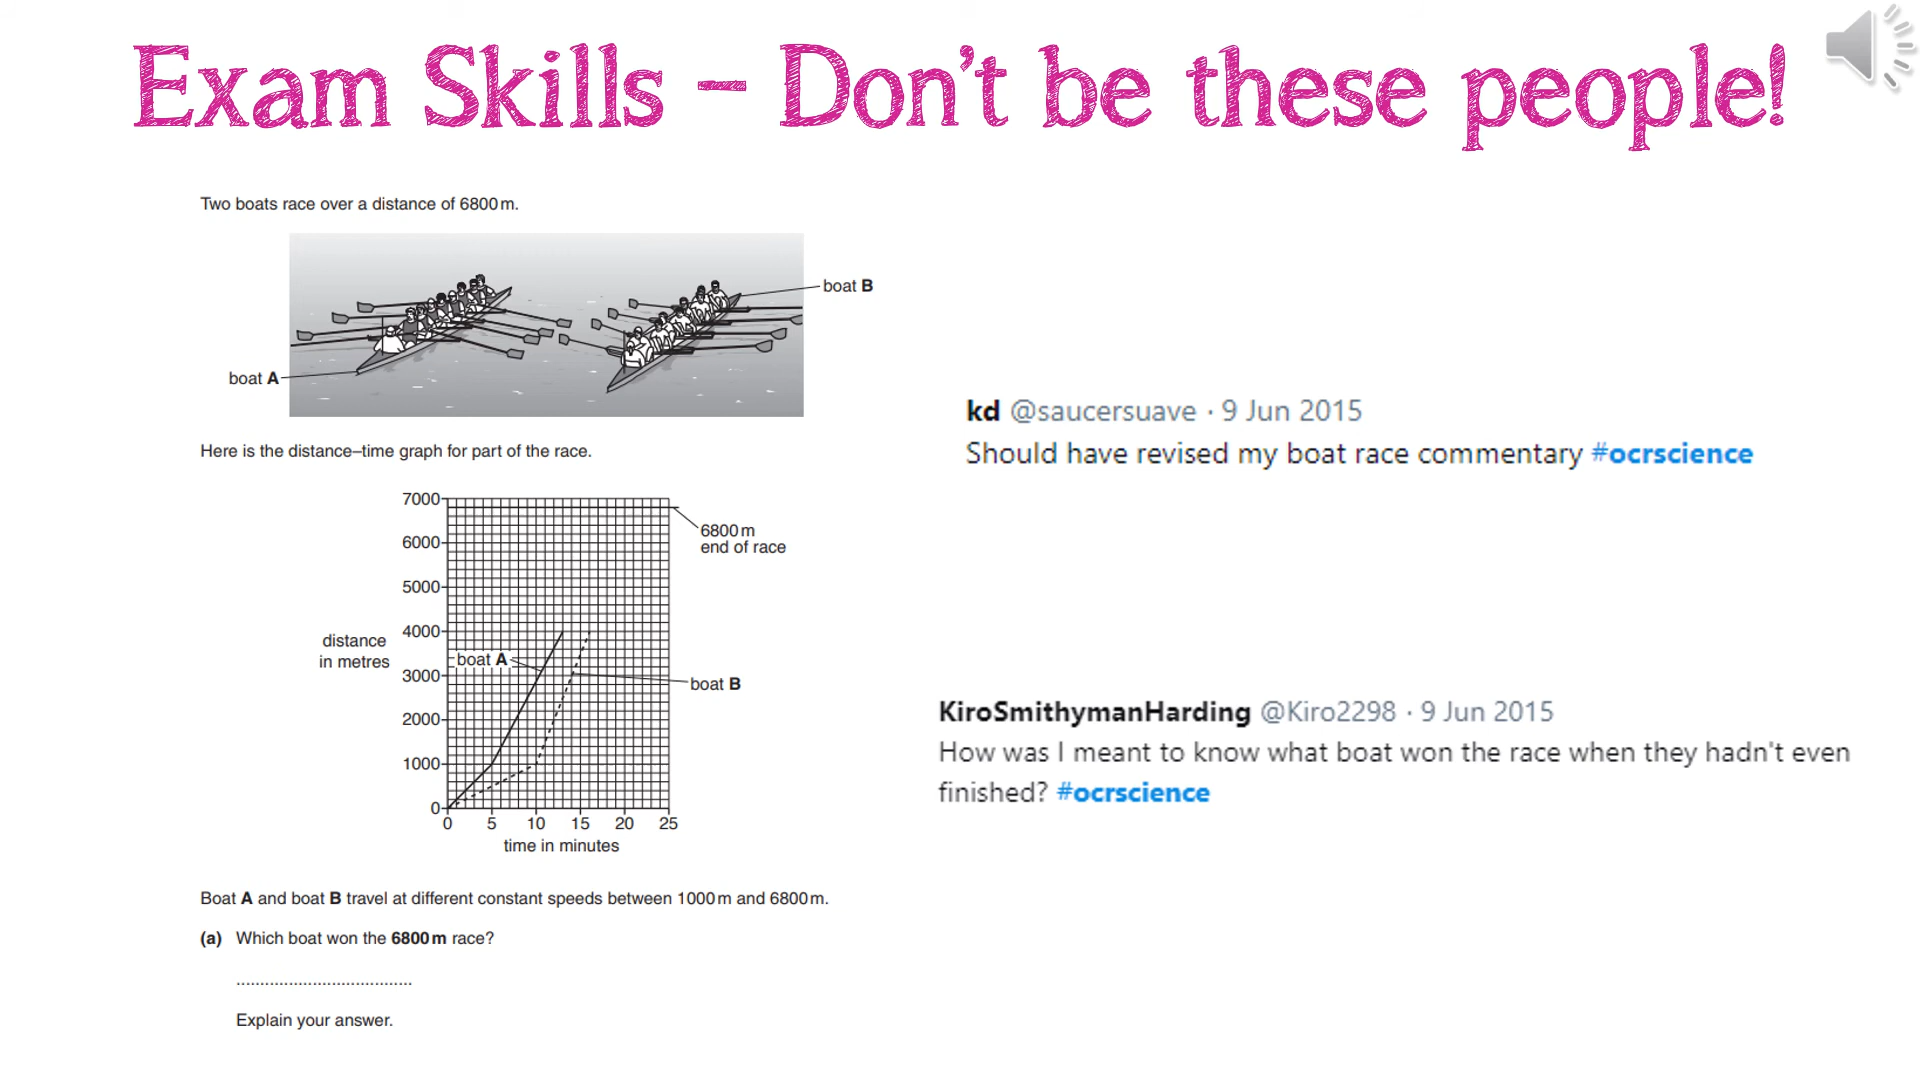 Exam Skills – Don't be these people!
Two boats race over a distance of 6800 m.
boat B
boat A
Here is the distance–time graph for part of the race.
7000
6000
5000
4000
3000
2000
1000
0
distance
in metres
6800 m
end of race
boat A
boat B
0 5 10 15 20 25
time in minutes
Boat A and boat B travel at different constant speeds between 1000 m and 6800 m.
(a) Which boat won the 6800 m race?
.....................................
Explain your answer.
kd @saucersuave · 9 Jun 2015
Should have revised my boat race commentary #ocrscience
KiroSmithymanHarding @Kiro2298 · 9 Jun 2015
How was I meant to know what boat won the race when they hadn't even
finished? #ocrscience